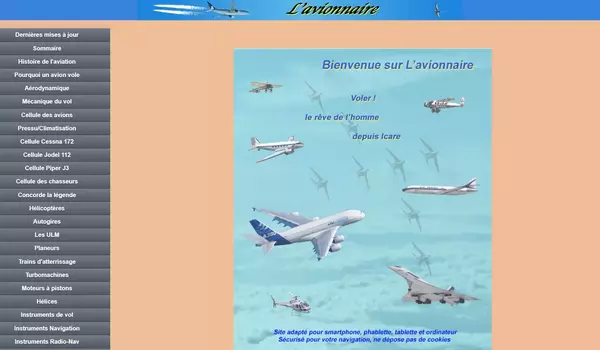 L'avionnaire
Dernières mises à jour
Sommaire
Histoire de l'aviation
Pourquoi un avion vole
Aérodynamique
Mécanique du vol
Cellule des avions
Pressu/Climatisation
Cellule Cessna 172
Cellule Jodel 112
Cellule Piper J3
Cellule des chasseurs
Concorde la légende
Hélicoptères
Autogires
Les ULM
Planeurs
Trains d'atterrissage
Turbomachines
Moteurs à pistons
Hélices
Instruments de vol
Instruments Navigation
Instruments Radio-Nav
Bienvenue sur L'avionnaire
Voler !
le rêve de l'homme
depuis Icare
Site adapté pour smartphone, phablette, tablette et ordinateur
Sécurisé pour votre navigation, ne dépose pas de cookies